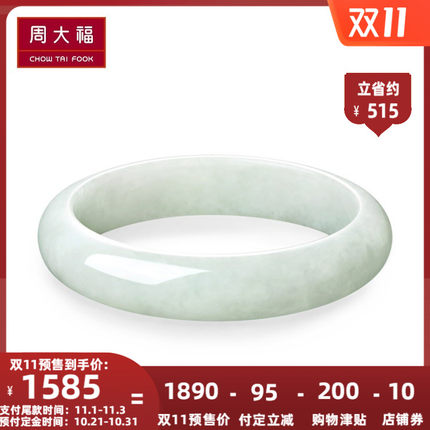 周大福
CHOW TAI FOOK
双11
立省约
¥515
双11预售到手价:
¥1585=1890-95-200-10
支付尾款时间: 11.1-11.3
预付定金时间: 10.21-10.31
双11预售价 付定立减 购物津贴 店铺券